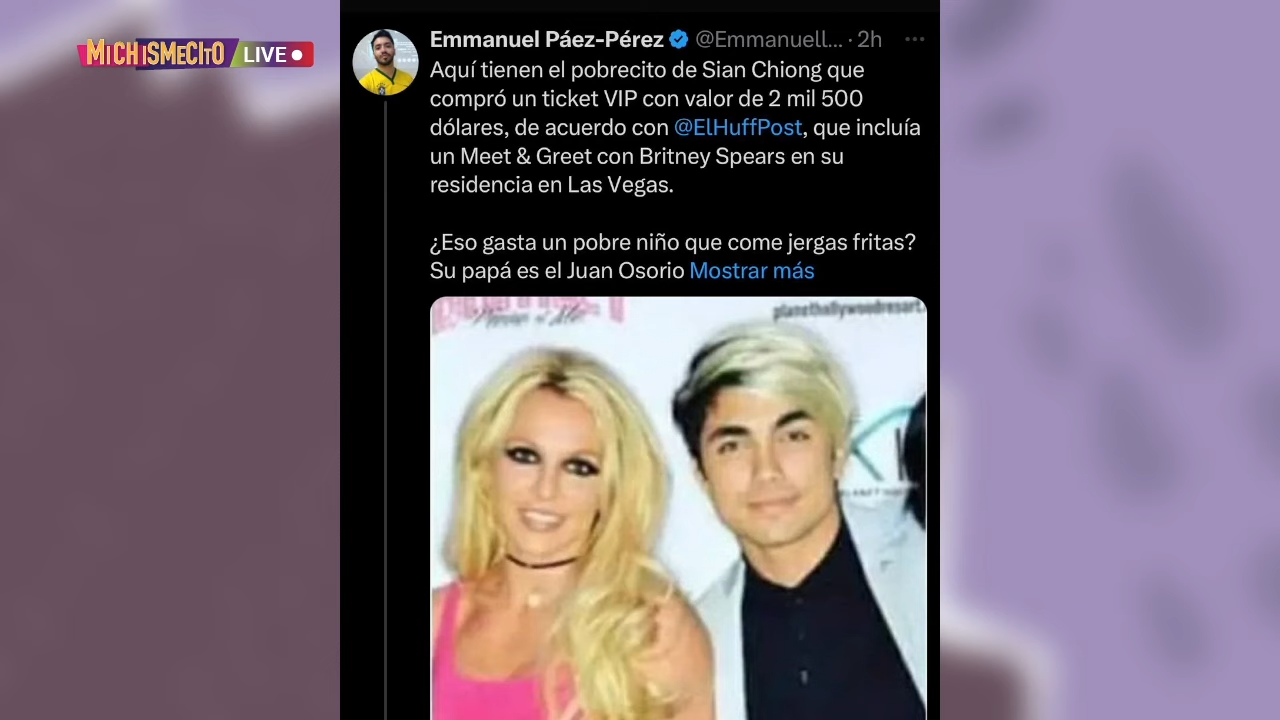 MICHISMECITO LIVE
Emmanuel Páez-Pérez @Emmanuell... · 2h
Aquí tienen el pobrecito de Sian Chiong que
compró un ticket VIP con valor de 2 mil 500
dólares, de acuerdo con @ElHuffPost, que incluía
un Meet & Greet con Britney Spears en su
residencia en Las Vegas.
¿Eso gasta un pobre niño que come jergas fritas?
Su papá es el Juan Osorio Mostrar más
planethollywoodresort.